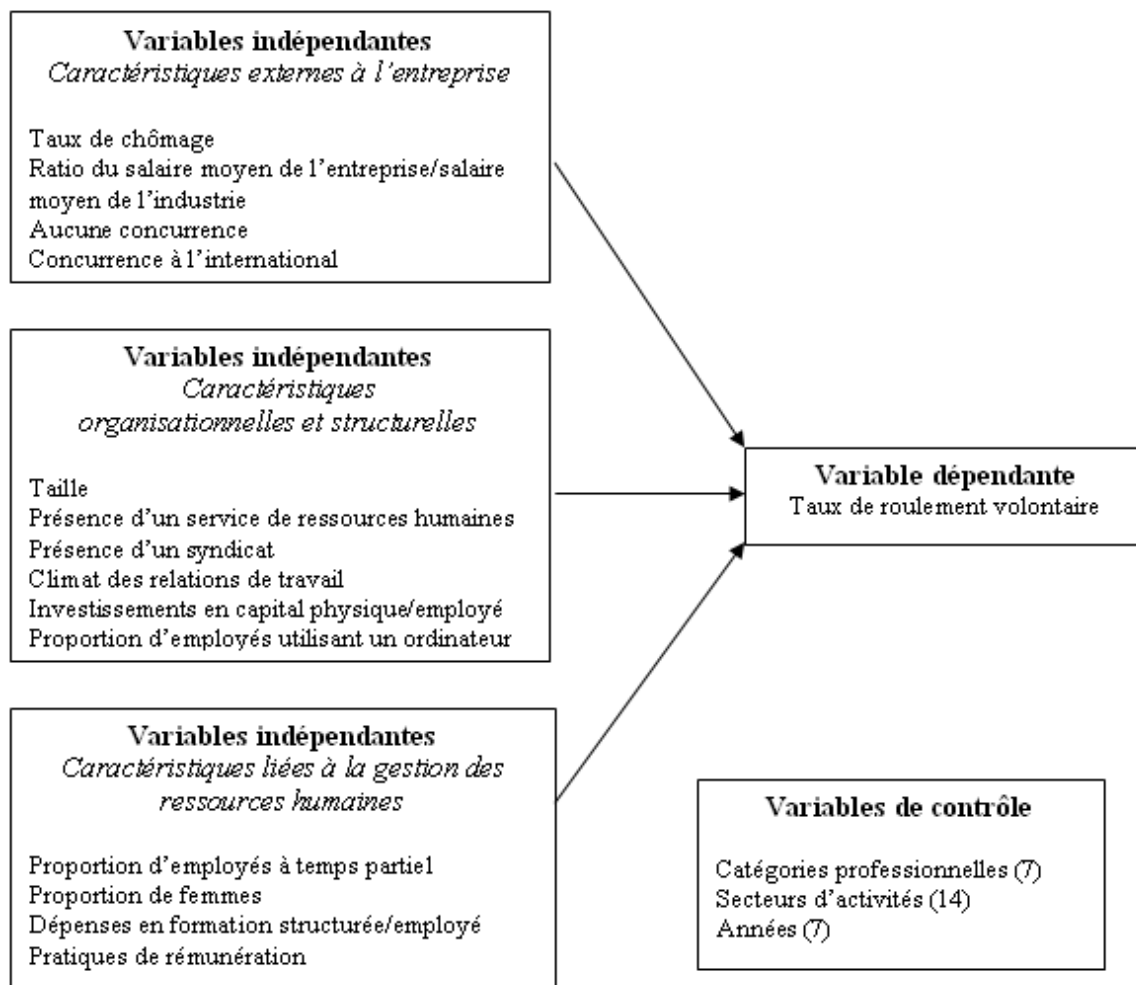 Variables indépendantes
Caractéristiques externes à l'entreprise
Taux de chômage
Ratio du salaire moyen de l'entreprise/salaire
moyen de l'industrie
Aucune concurrence
Concurrence à l'international
Variables indépendantes
Caractéristiques
organisationnelles et structurelles
Taille
Présence d'un service de ressources humaines
Présence d'un syndicat
Climat des relations de travail
Investissements en capital physique/employé
Proportion d'employés utilisant un ordinateur
Variables indépendantes
Caractéristiques liées à la gestion des
ressources humaines
Proportion d'employés à temps partiel
Proportion de femmes
Dépenses en formation structurée/employé
Pratiques de rémunération
Variable dépendante
Taux de roulement volontaire
Variables de contrôle
Catégories professionnelles (7)
Secteurs d'activités (14)
Années (7)